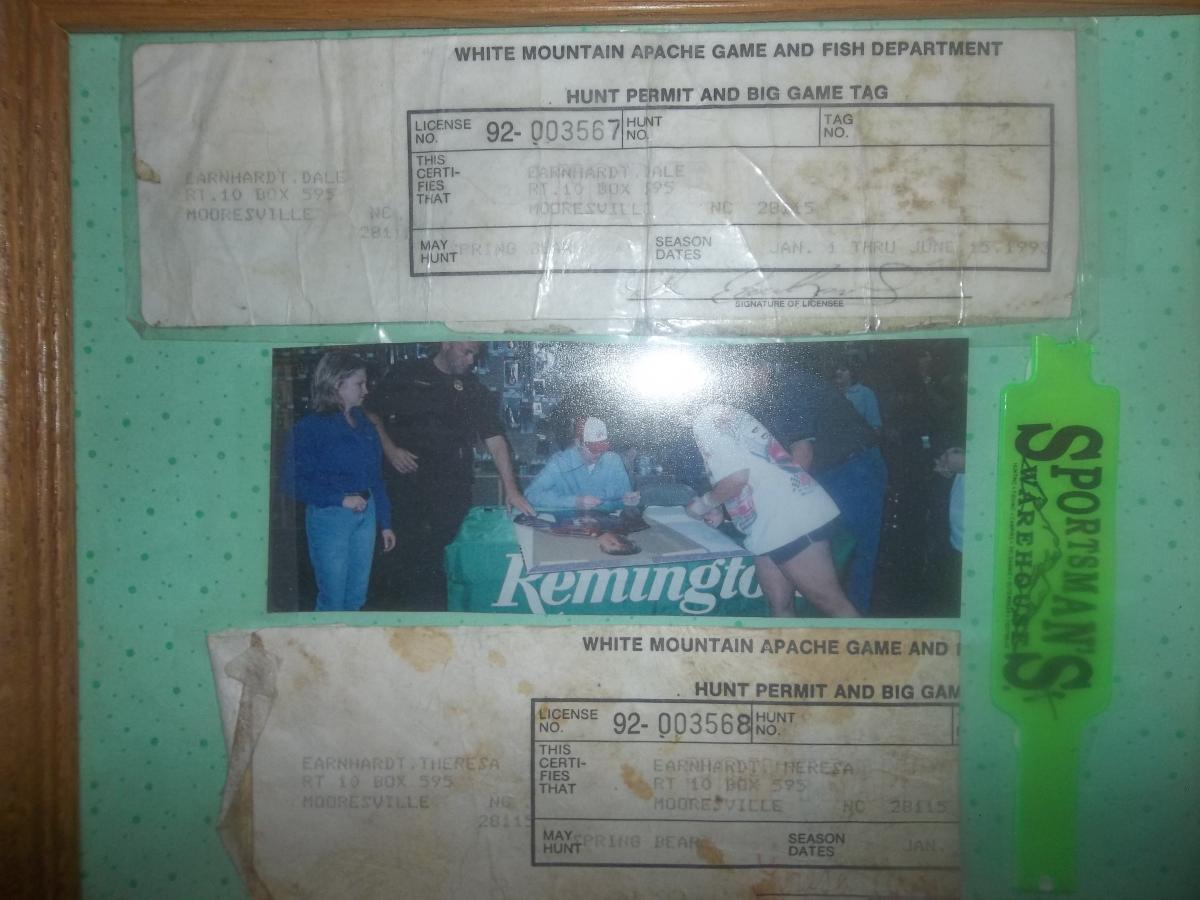 WHITE MOUNTAIN APACHE GAME AND FISH DEPARTMENT
HUNT PERMIT AND BIG GAME TAG
LICENSE NO. 92-003567 HUNT NO. TAG NO.
EARNHARDT,DALE
RT.10 BOX 595
MOORESVILLE NC
THIS CERTI- FIES THAT
EARNHARDT,DALE
RT.10 BOX 595
MOORESVILLE NC
MAY HUNT SPRING BEAR SEASON DATES JAN. 1 THRU JUNE 15,1993
SIGNATURE OF LICENSEE
Remingto
SPORTSMAN'S
WAREHOUSE
WHITE MOUNTAIN APACHE GAME AND
HUNT PERMIT AND BIG GAM
LICENSE NO. 92-003568 HUNT NO.
EARNHARDT,THERESA
RT 10 BOX 595
MOORESVILLE NC
28115
THIS CERTI- FIES THAT
EARNHARDT,THERESA
RT 10 BOX 595
MOORESVILLE NC 28115
MAY HUNT SPRING BEAR SEASON DATES JAN.